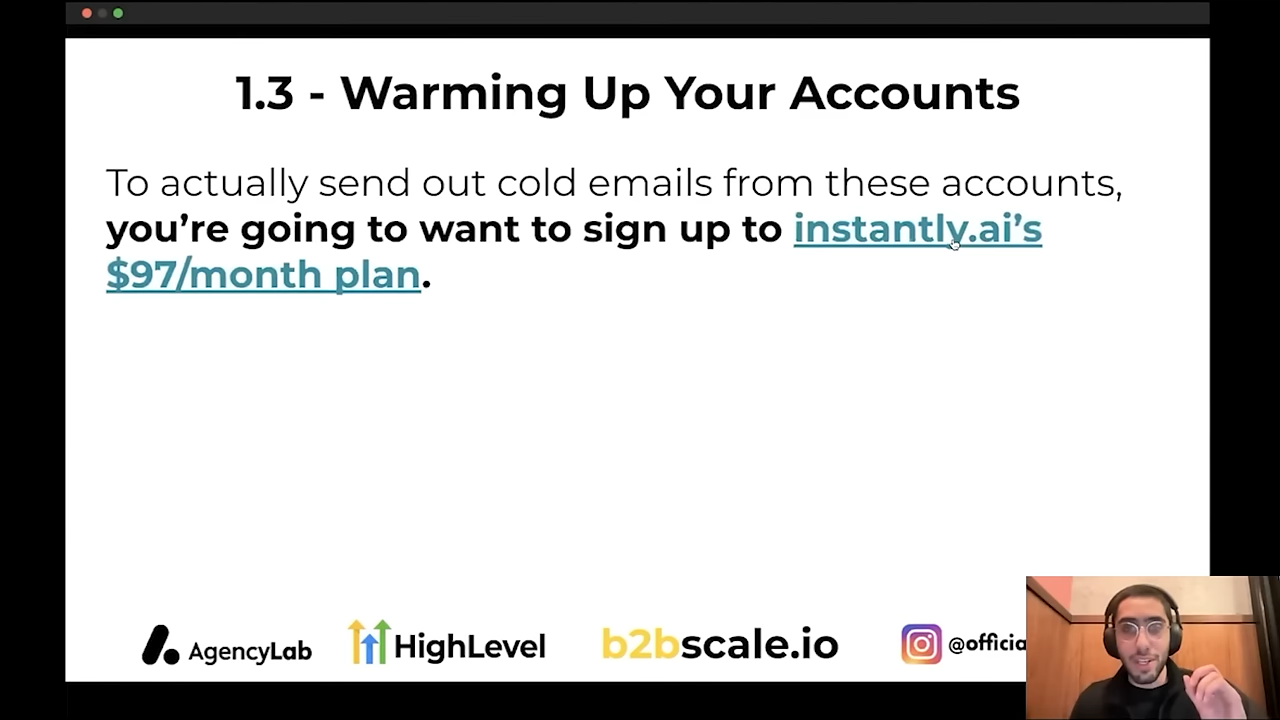 1.3 - Warming Up Your Accounts
To actually send out cold emails from these accounts,
you’re going to want to sign up to instantly.ai’s
$97/month plan.
AgencyLab
HighLevel
b2bscale.io
@officia